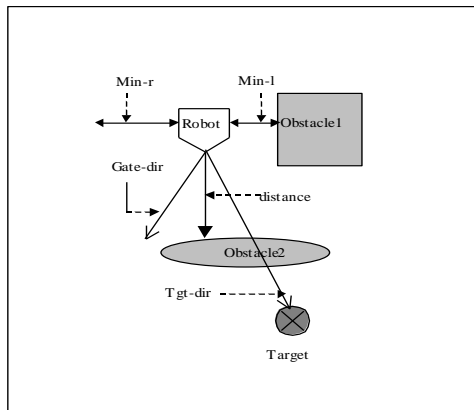 Min-r
Min-l
Robot
Obstacle1
Gate-dir
distance
Obstacle2
Tgt-dir
Target